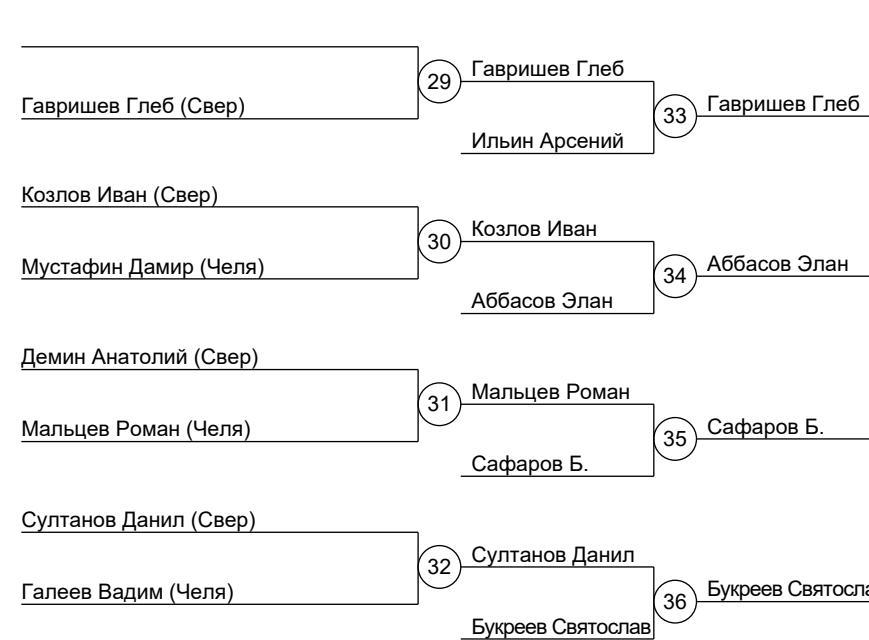 Гавришев Глеб (Свер)
Козлов Иван (Свер)
Мустафин Дамир (Челя)
Демин Анатолий (Свер)
Мальцев Роман (Челя)
Султанов Данил (Свер)
Галеев Вадим (Челя)
29
30
31
32
Гавришев Глеб
Ильин Арсений
Козлов Иван
Аббасов Элан
Мальцев Роман
Сафаров Б.
Султанов Данил
Букреев Святослав
33
34
35
36
Гавришев Глеб
Аббасов Элан
Сафаров Б.
Букреев Святосла